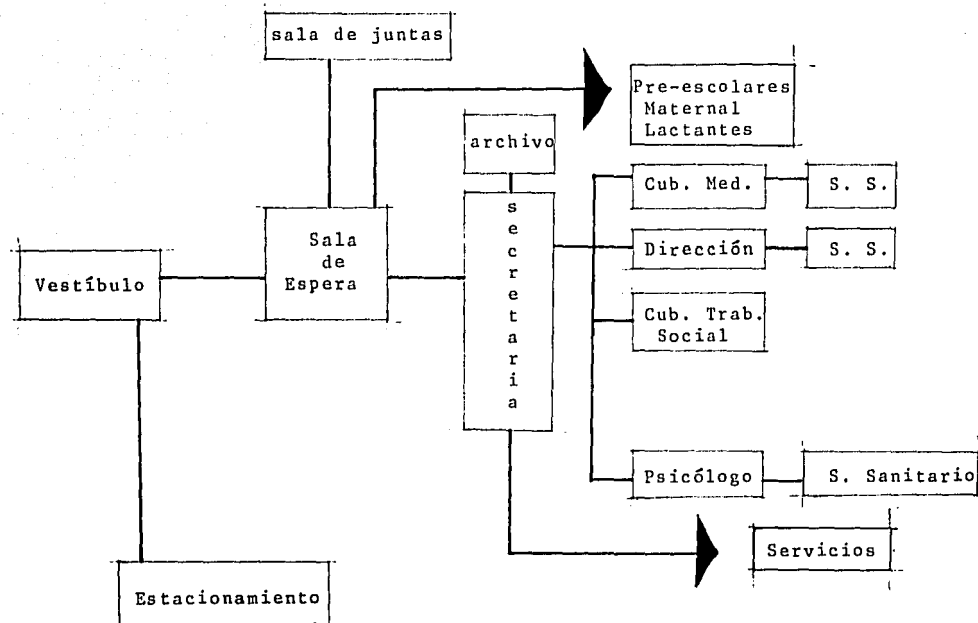 sala de juntas
Pre-escolares
Maternal
Lactantes
archivo
Cub. Med.
S. S.
secretaria
Sala
de
Espera
Dirección
S. S.
Vestíbulo
Cub. Trab.
Social
Psicólogo
S. Sanitario
Servicios
Estacionamiento